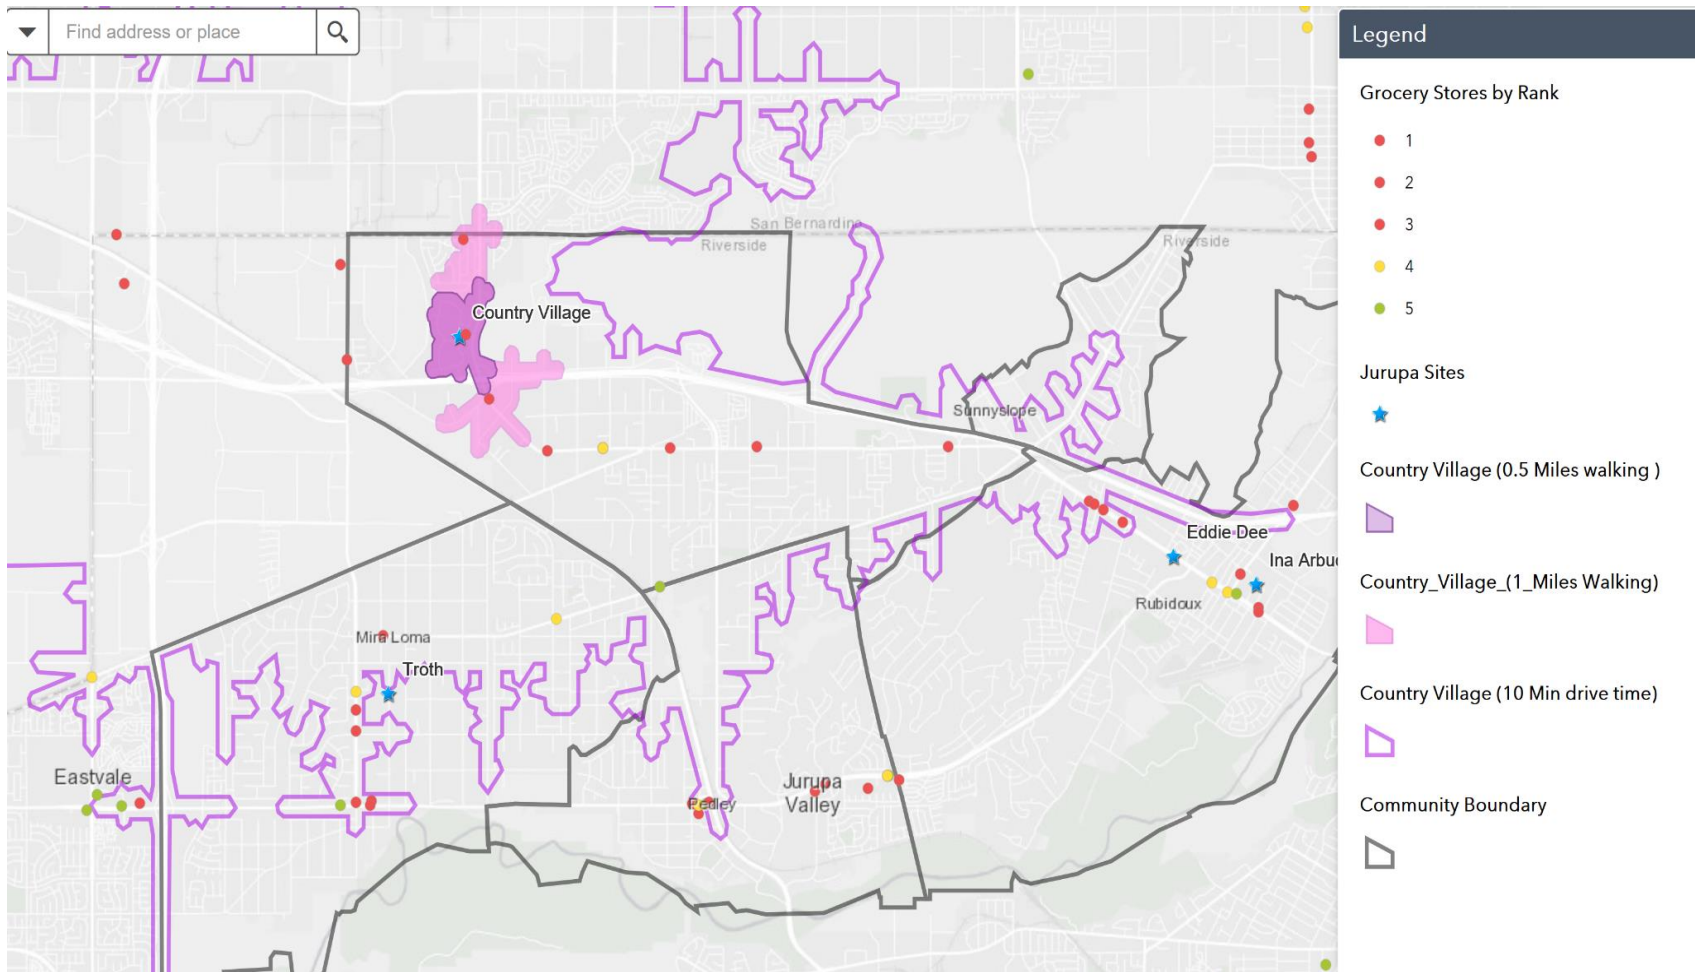 Find address or place
San Bernardino
Riverside
Riverside
Country Village
Sunnyslope
Eddie Dee
Ina Arbu
Rubidoux
Mira Loma
Troth
Eastvale
Pedley
Jurupa
Valley
Legend
Grocery Stores by Rank
1
2
3
4
5
Jurupa Sites
Country Village (0.5 Miles walking )
Country_Village_(1_Miles Walking)
Country Village (10 Min drive time)
Community Boundary